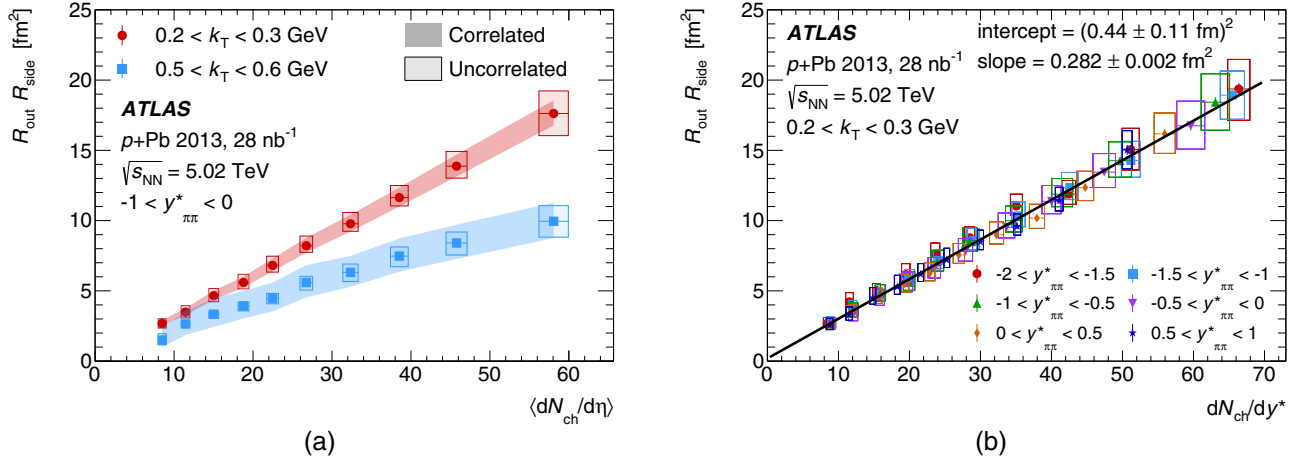 R_out R_side [fm²]
25
20
15
10
5
0
0.2 < k_T < 0.3 GeV
0.5 < k_T < 0.6 GeV
Correlated
Uncorrelated
ATLAS
p+Pb 2013, 28 nb⁻¹
√s_NN = 5.02 TeV
-1 < y*_ππ < 0
0 10 20 30 40 50 60
⟨dN_ch/dη⟩
(a)
R_out R_side [fm²]
25
20
15
10
5
0
ATLAS
p+Pb 2013, 28 nb⁻¹
√s_NN = 5.02 TeV
0.2 < k_T < 0.3 GeV
intercept = (0.44 ± 0.11 fm)²
slope = 0.282 ± 0.002 fm²
-2 < y*_ππ < -1.5
-1.5 < y*_ππ < -1
-1 < y*_ππ < -0.5
-0.5 < y*_ππ < 0
0 < y*_ππ < 0.5
0.5 < y*_ππ < 1
0 10 20 30 40 50 60 70
dN_ch/dy*
(b)